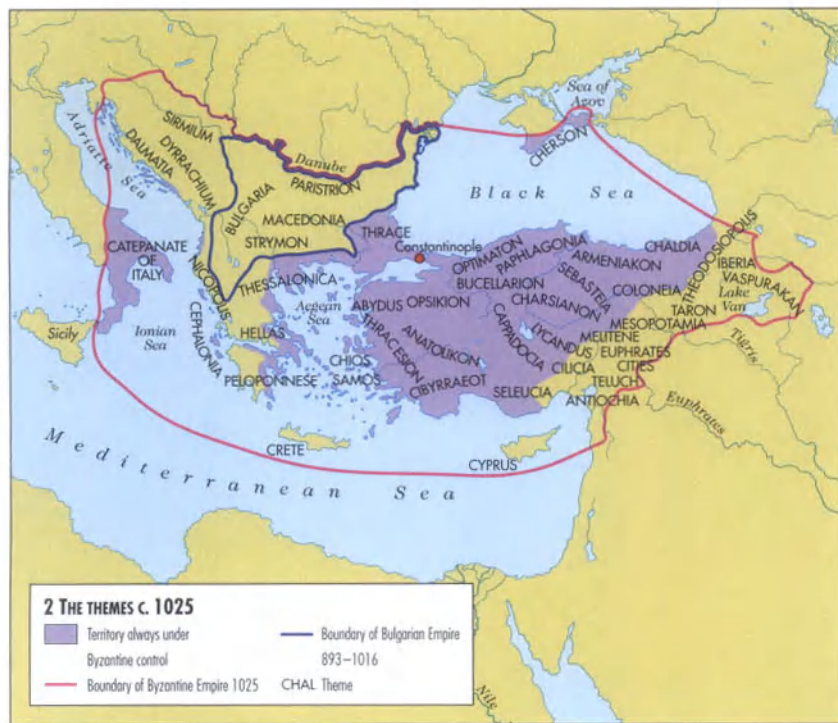 Sea of
Azov
CHERSON
Adriatic Sea
SIRMIUM
DALMATIA
DYRRACHIUM
Danube
BULGARIA
PARISTRION
Black Sea
MACEDONIA
STRYMON
THRACE
Constantinople
CATEPANATE
OF
ITALY
NICOPOLIS
THESSALONICA
OPTIMATON
PAPHLAGONIA
BUCELLARION
ARMENIAKON
CHALDIA
THEODOSIOPOLIS
IBERIA
VASPURAKAN
Lake
Van
SEBASTEIA
COLONEIA
CHARSIANON
TARON
MESOPOTAMIA
Aegean
Sea
ABYDUS
OPSIKION
Sicily
Ionian
Sea
CEPHALONIA
HELLAS
THRACESION
ANATOLIKON
CAPPADOCIA
LYCANDUS
MELITENE
EUPHRATES
CITIES
CILICIA
TELUCH
ANTIOCHIA
Tigris
Euphrates
CHIOS
SAMOS
PELOPONNESE
CIBYRRAEOT
SELEUCIA
CRETE
CYPRUS
Mediterranean Sea
Nile
2 THE THEMES C. 1025
Territory always under
Byzantine control
Boundary of Byzantine Empire 1025
Boundary of Bulgarian Empire
893–1016
CHAL Theme